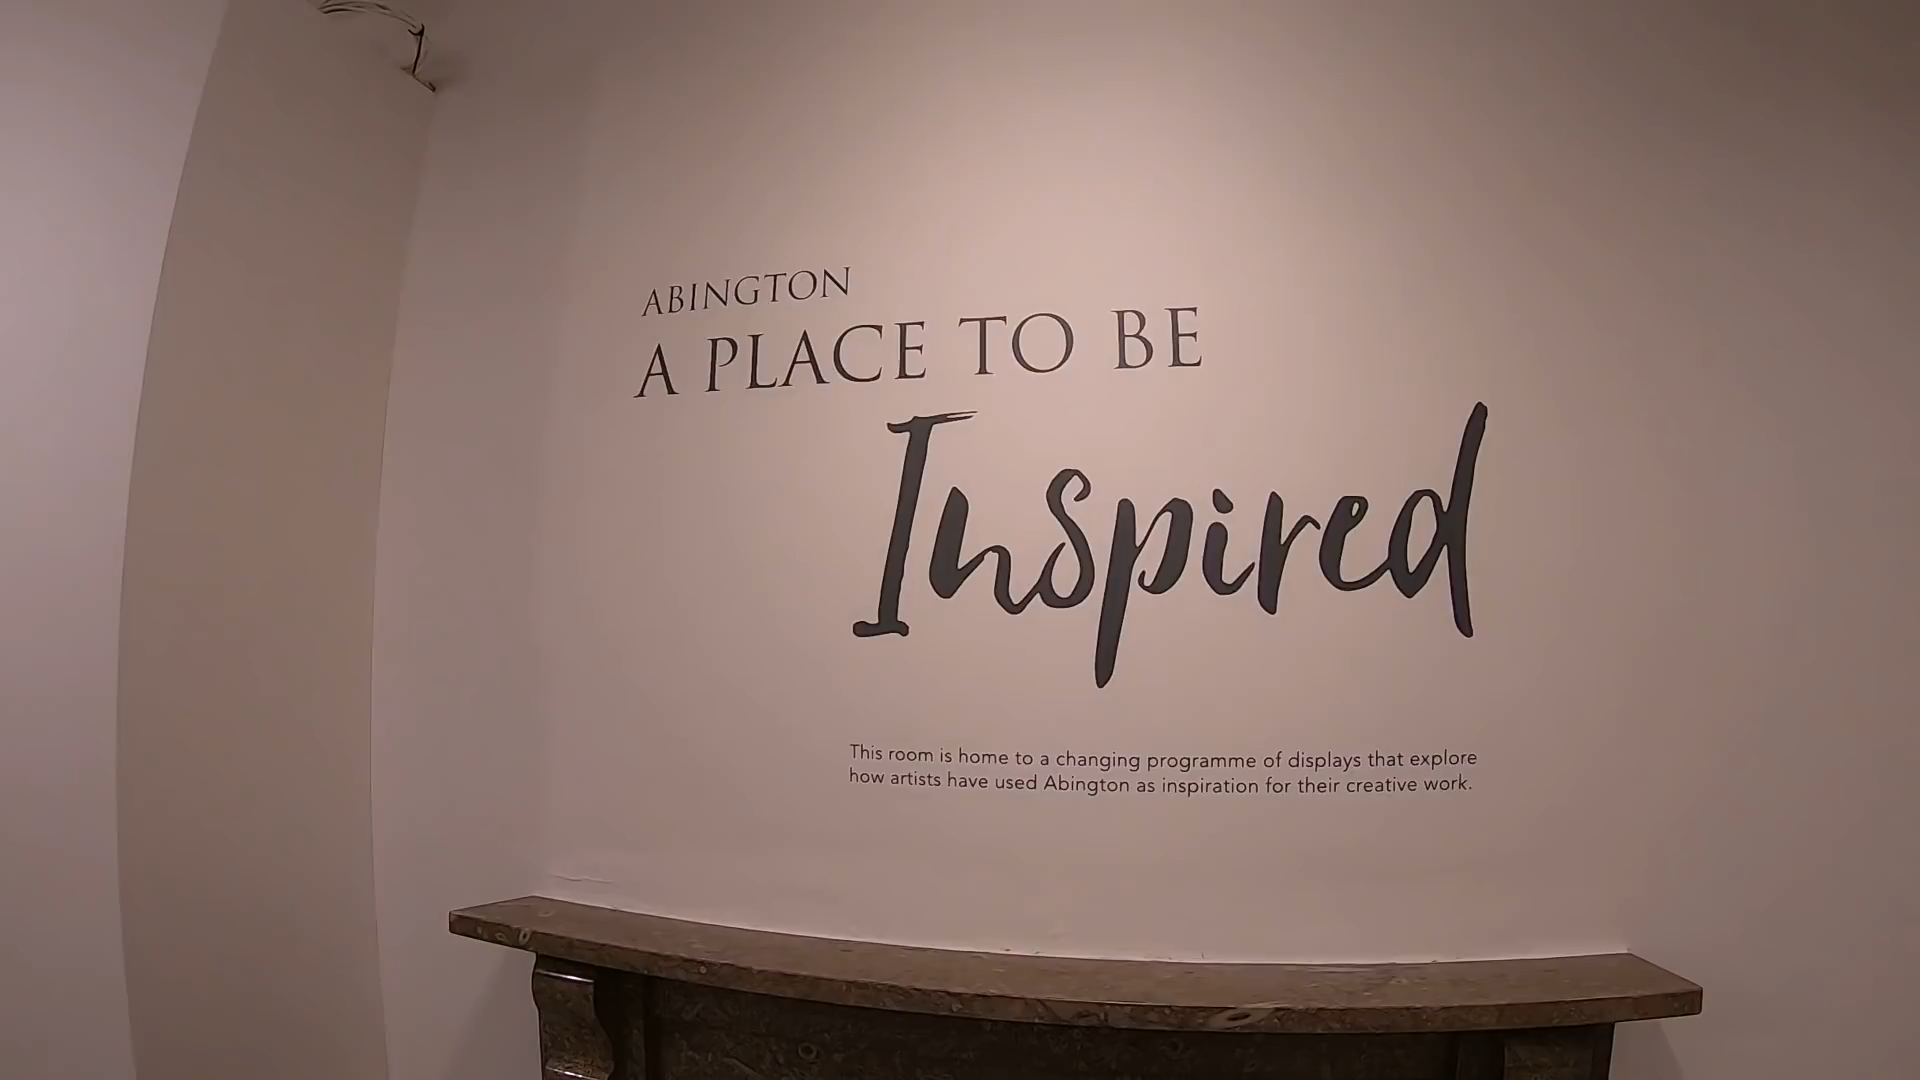 ABINGTON
A PLACE TO BE
Inspired
This room is home to a changing programme of displays that explore
how artists have used Abington as inspiration for their creative work.